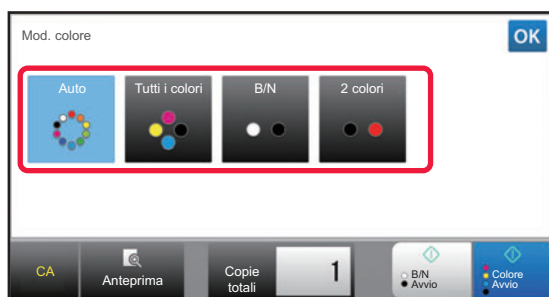 Mod. colore
OK
Auto
Tutti i colori
B/N
2 colori
CA
Anteprima
Copie
totali
1
B/N
Avvio
Colore
Avvio